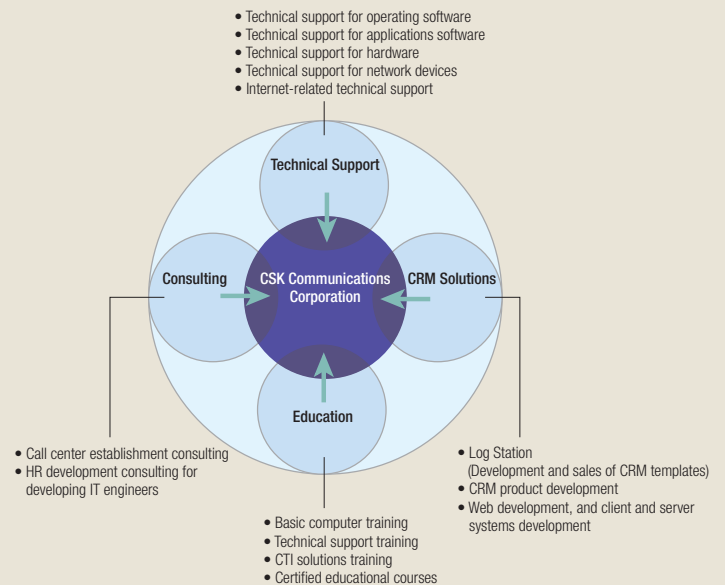 • Technical support for operating software
• Technical support for applications software
• Technical support for hardware
• Technical support for network devices
• Internet-related technical support
Technical Support
Consulting
CSK Communications
Corporation
CRM Solutions
Education
• Call center establishment consulting
• HR development consulting for
developing IT engineers
• Log Station
(Development and sales of CRM templates)
• CRM product development
• Web development, and client and server
systems development
• Basic computer training
• Technical support training
• CTI solutions training
• Certified educational courses